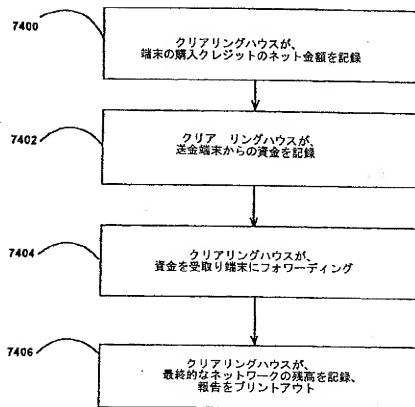 7400
クリアリングハウスが、
端末の購入クレジットのネット金額を記録
7402
クリア リングハウスが、
送金端末からの資金を記録
7404
クリアリングハウスが、
資金を受取り端末にフォワーディング
7406
クリアリングハウスが、
最終的なネットワークの残高を記録、
報告をプリントアウト